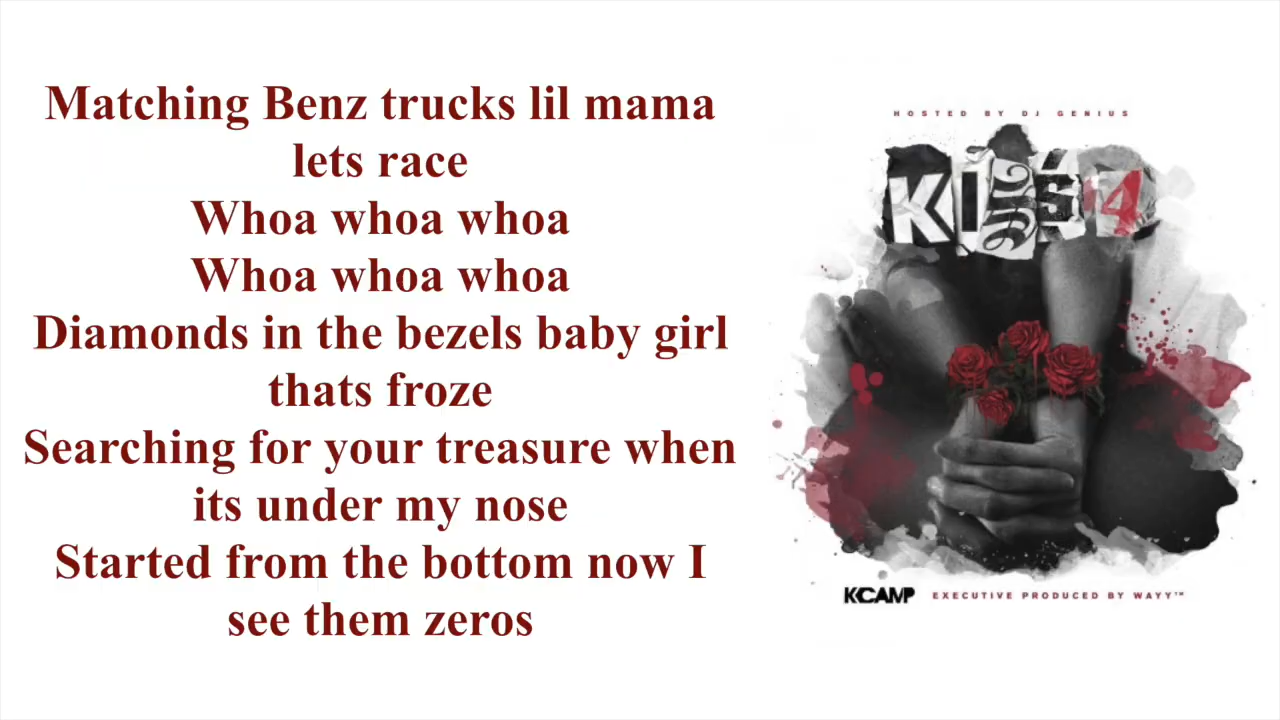 Matching Benz trucks lil mama
lets race
Whoa whoa whoa
Whoa whoa whoa
Diamonds in the bezels baby girl
thats froze
Searching for your treasure when
its under my nose
Started from the bottom now I
see them zeros
HOSTED BY DJ GENIUS
KISS 4
KCAMP EXECUTIVE PRODUCED BY WAYY™